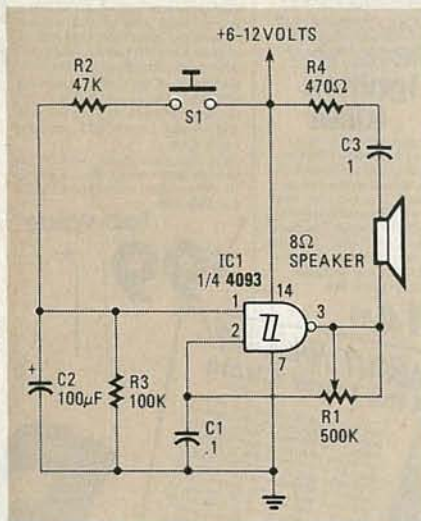 +6-12VOLTS
R2
47K
S1
R4
470Ω
C3
1
8Ω
SPEAKER
IC1
1/4 4093
1
14
2
3
7
+
C2
100µF
R3
100K
C1
.1
R1
500K